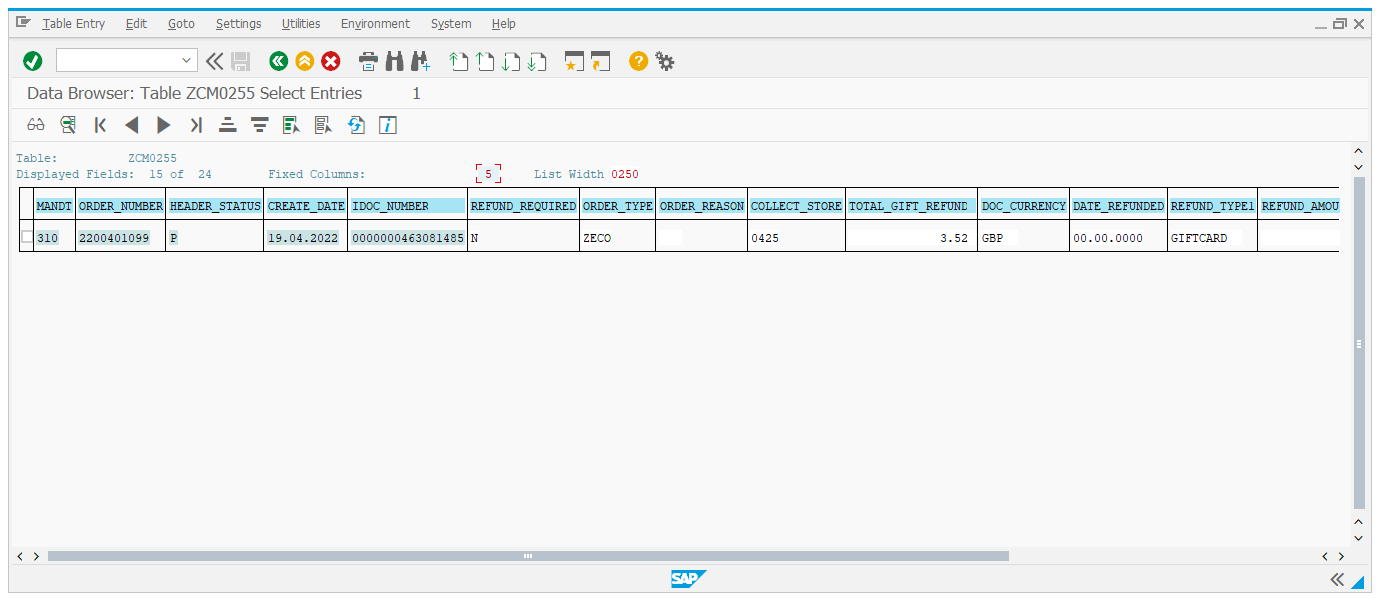 Table Entry Edit Goto Settings Utilities Environment System Help
Data Browser: Table ZCM0255 Select Entries 1
Table: ZCM0255
Displayed Fields: 15 of 24 Fixed Columns: 5 List Width 0250
MANDT ORDER_NUMBER HEADER_STATUS CREATE_DATE IDOC_NUMBER REFUND_REQUIRED ORDER_TYPE ORDER_REASON COLLECT_STORE TOTAL_GIFT_REFUND DOC_CURRENCY DATE_REFUNDED REFUND_TYPE1 REFUND_AMOU
310 2200401099 P 19.04.2022 0000000463081485 N ZECO 0425 3.52 GBP 00.00.0000 GIFTCARD
SAP